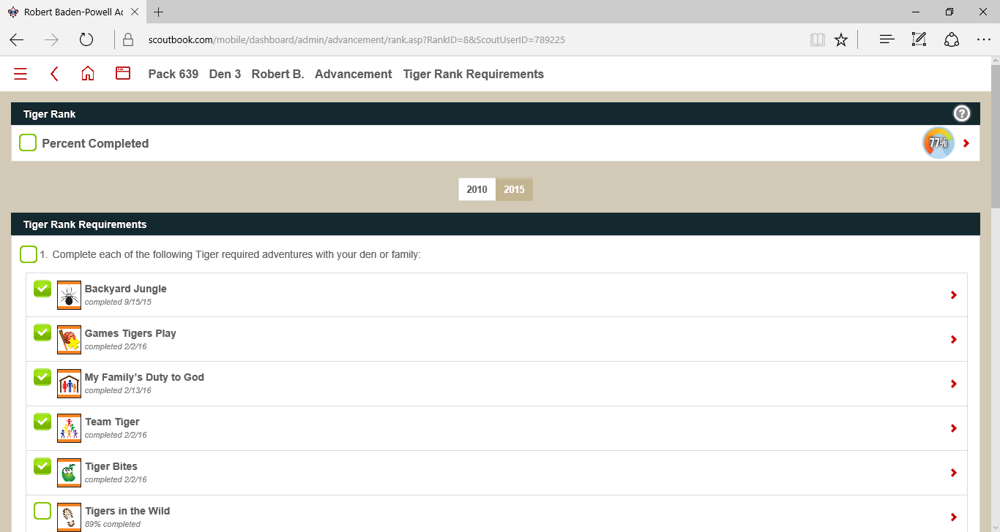 Robert Baden-Powell Ac
scoutbook.com/mobile/dashboard/admin/advancement/rank.asp?RankID=8&ScoutUserID=789225
Pack 639 Den 3 Robert B. Advancement Tiger Rank Requirements
Tiger Rank
?
Percent Completed
77%
2010 2015
Tiger Rank Requirements
1. Complete each of the following Tiger required adventures with your den or family:
Backyard Jungle
completed 9/15/15
Games Tigers Play
completed 2/2/16
My Family’s Duty to God
completed 2/13/16
Team Tiger
completed 2/2/16
Tiger Bites
completed 2/2/16
Tigers in the Wild
89% completed